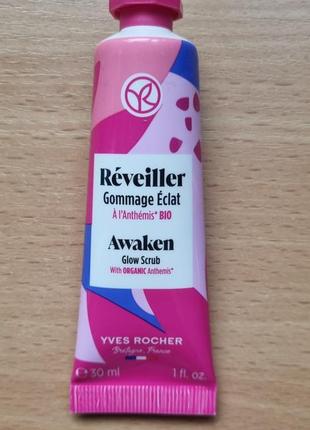 Réveiller
Gommage Éclat
À l'Anthémis* BIO
Awaken
Glow Scrub
With ORGANIC Anthemis*
YVES ROCHER
Bretagne, France
℮ 30 ml 1 fl. oz.